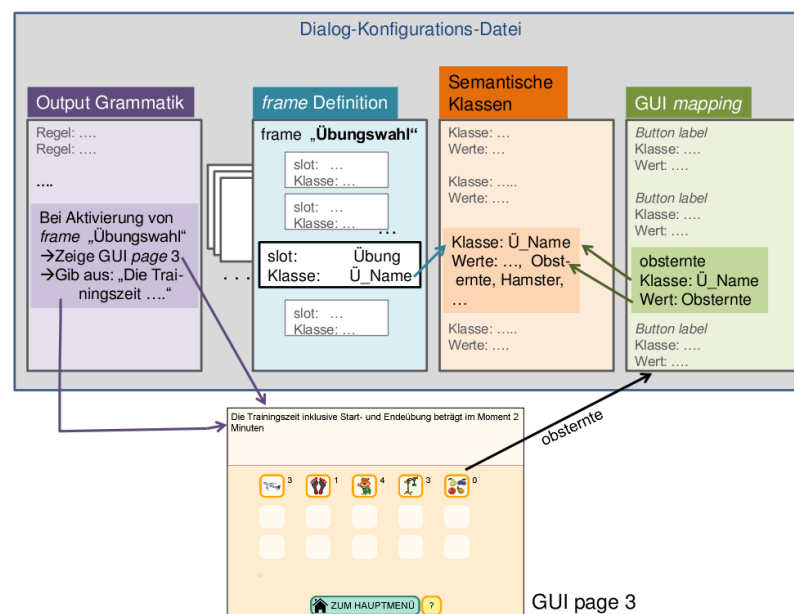 Dialog-Konfigurations-Datei
Output Grammatik
Regel: ….
Regel: ….
….
Bei Aktivierung von
frame „Übungswahl“
→Zeige GUI page 3
→Gib aus: „Die Trai-
ningszeit ….“
. . .
frame Definition
frame „Übungswahl“
slot: …
Klasse: …
slot: …
Klasse: …
…
slot: Übung
Klasse: Ü_Name
slot: …
Klasse: …
Semantische
Klassen
Klasse: …
Werte: …
Klasse: …..
Werte: ….
Klasse: Ü_Name
Werte: …, Obst-
ernte, Hamster,
…
Klasse: …..
Werte: ….
GUI mapping
Button label
Klasse: ….
Wert: ….
Button label
Klasse: ….
Wert: ….
obsternte
Klasse: Ü_Name
Wert: Obsternte
Button label
Klasse: ….
Wert: ….
obsternte
Die Trainingszeit inklusive Start- und Endeübung beträgt im Moment 2
Minuten
3 1 4 3 0
ZUM HAUPTMENÜ ?
GUI page 3